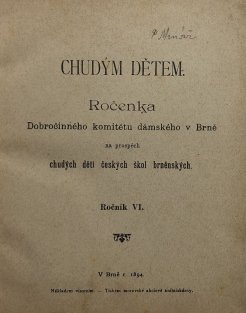 CHUDÝM DĚTEM.
Ročenka
Dobročinného komitétu dámského v Brně
na prospěch
chudých dětí českých škol brněnských.
Ročník VI.
V Brně r. 1894.
Nákladem vlastním. — Tiskem moravské akciové knihtiskárny.